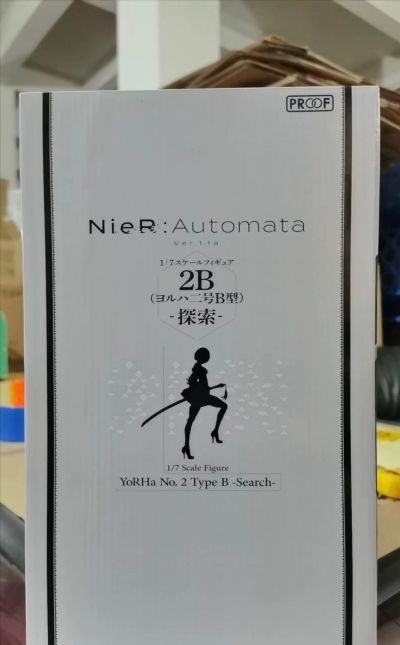 PROOF
NieR:Automata
Ver1.1a
1/7スケールフィギュア
2B
(ヨルハ二号B型)
-探索-
1/7 Scale Figure
YoRHa No. 2 Type B -Search-